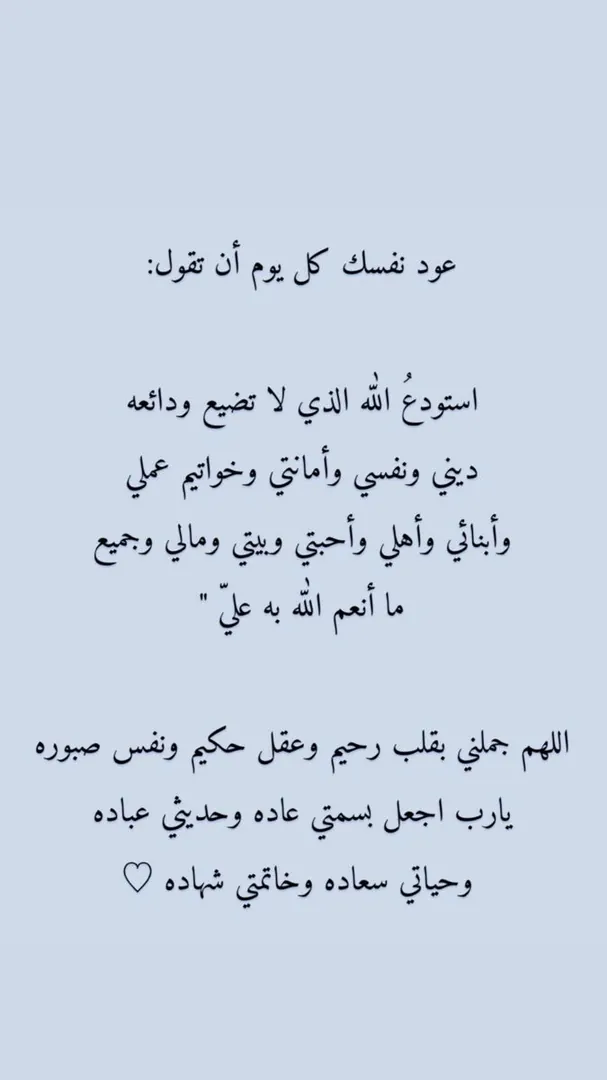 عود نفسك كل يوم أن تقول:
استودعُ الله الذي لا تضيع ودائعه
ديني ونفسي وأمانتي وخواتيم عملي
وأبنائي وأهلي وأحبتي وبيتي ومالي وجميع
ما أنعم الله به عليّ "
اللهم جملني بقلب رحيم وعقل حكيم ونفس صبوره
يارب اجعل بسمتي عاده وحديثي عباده
وحياتي سعاده وخاتمتي شهاده ♡